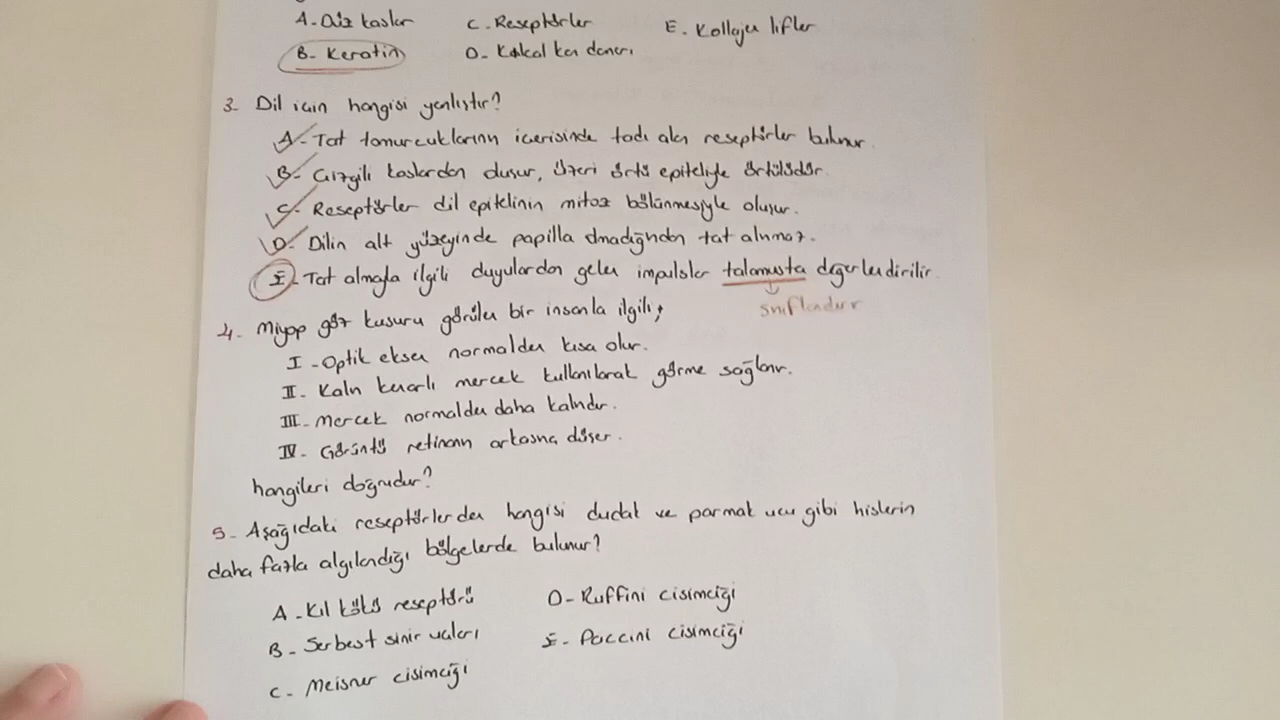 A- Düz kaslar C- Reseptörler E- Kollajen lifler
B- Keratin D- Kılcal kan damarı
3- Dil için hangisi yanlıştır?
A- Tat tomurcuklarının içerisinde tadı alan reseptörler bulunur.
B- Çizgili kaslardan oluşur, üzeri örtü epiteliyle örtülüdür.
C- Reseptörler dil epitelinin mitoz bölünmesiyle oluşur.
D- Dilin alt yüzeyinde papilla olmadığından tat alınmaz.
E- Tat almayla ilgili duyulardan gelen impulslar talamusta değerlendirilir.
sınıflandırır
4- Miyop göz kusuru görülen bir insanla ilgili;
I- Optik eksen normalden kısa olur.
II- Kalın kenarlı mercek kullanılarak görme sağlanır.
III- Mercek normalden daha kalındır.
IV- Görüntü retinanın arkasına düşer.
hangileri doğrudur?
5- Aşağıdaki reseptörlerden hangisi dudak ve parmak ucu gibi hislerin
daha fazla algılandığı bölgelerde bulunur?
A- Kıl kökü reseptörü D- Ruffini cisimciği
B- Serbest sinir uçları E- Paccini cisimciği
C- Meisner cisimciği